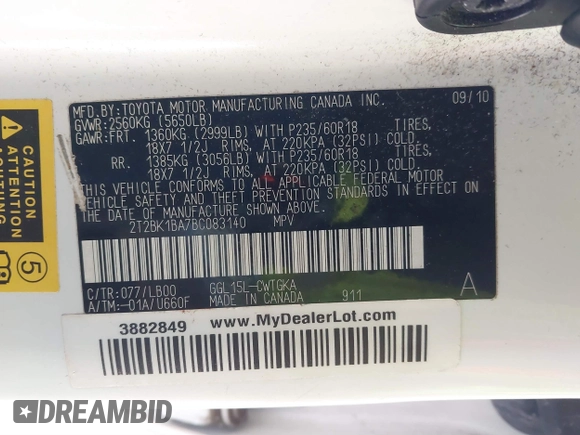 MFD.BY:TOYOTA MOTOR MANUFACTURING CANADA INC. 09/10
GVWR:2560KG (5650LB)
GAWR:FRT. 1360KG (2999LB) WITH P235/60R18 TIRES,
18X7 1/2J RIMS, AT 220KPA (32PSI) COLD.
RR. 1385KG (3056LB) WITH P235/60R18 TIRES,
18X7 1/2J RIMS, AT 220KPA (32PSI) COLD.
THIS VEHICLE CONFORMS TO ALL APPLICABLE FEDERAL MOTOR
VEHICLE SAFETY AND THEFT PREVENTION STANDARDS IN EFFECT
ON THE DATE OF MANUFACTURE SHOWN ABOVE.
2T2BK1BA7BC083140 MPV
C/TR:077/LB00 GGL15L-CWTGKA A
A/TM:-01A/U660F MADE IN CANADA 911
5
3882849 www.MyDealerLot.com
DREAMBID